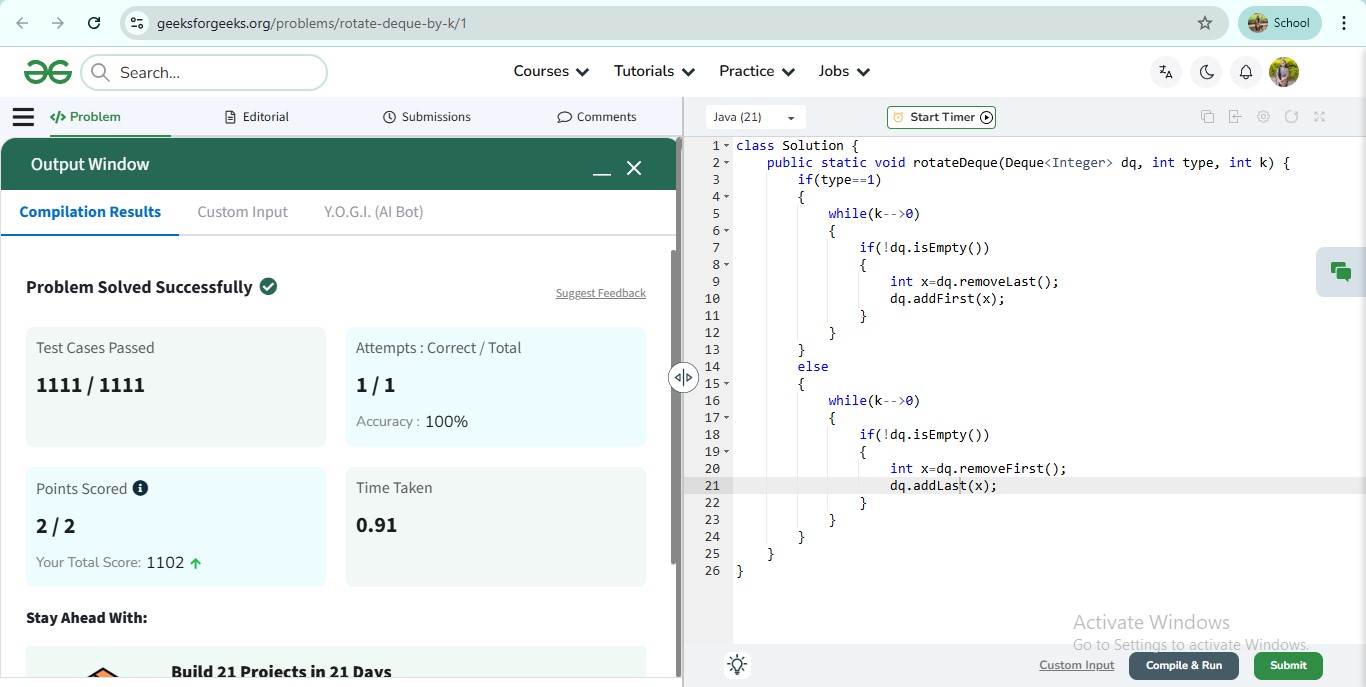 geeksforgeeks.org/problems/rotate-deque-by-k/1
School
Search...
Courses
Tutorials
Practice
Jobs
</> Problem
Editorial
Submissions
Comments
Output Window
Compilation Results
Custom Input
Y.O.G.I. (AI Bot)
Problem Solved Successfully
Suggest Feedback
Test Cases Passed
1111 / 1111
Attempts : Correct / Total
1 / 1
Accuracy : 100%
Points Scored
2 / 2
Your Total Score: 1102
Time Taken
0.91
Stay Ahead With:
Build 21 Projects in 21 Days
Java (21)
Start Timer
1 class Solution {
2 public static void rotateDeque(Deque<Integer> dq, int type, int k) {
3 if(type==1)
4 {
5 while(k-->0)
6 {
7 if(!dq.isEmpty())
8 {
9 int x=dq.removeLast();
10 dq.addFirst(x);
11 }
12 }
13 }
14 else
15 {
16 while(k-->0)
17 {
18 if(!dq.isEmpty())
19 {
20 int x=dq.removeFirst();
21 dq.addLast(x);
22 }
23 }
24 }
25 }
26 }
Activate Windows
Go to Settings to activate Windows.
Custom Input
Compile & Run
Submit